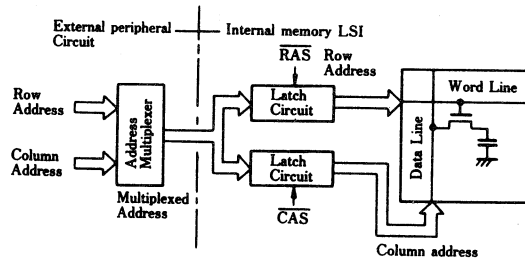 External peripheral
Circuit
Internal memory LSI
RAS
Row
Address
Row
Address
Column
Address
Address
Multiplexer
Multiplexed
Address
Latch
Circuit
Latch
Circuit
CAS
Word Line
Data Line
Column address